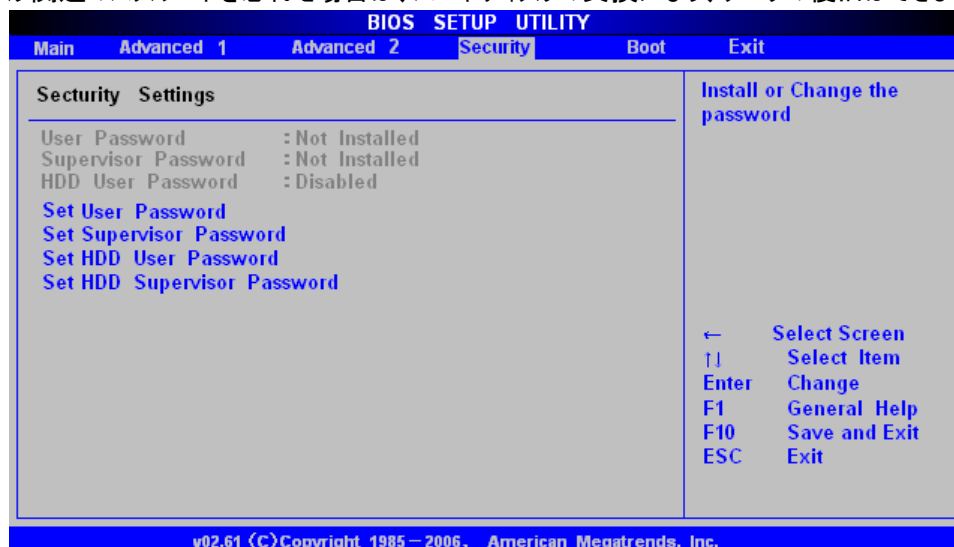 BIOS SETUP UTILITY
Main Advanced 1 Advanced 2 Security Boot Exit
Secturity Settings
User Password : Not Installed
Supervisor Password : Not Installed
HDD User Password : Disabled
Set User Password
Set Supervisor Password
Set HDD User Password
Set HDD Supervisor Password
Install or Change the
password
← Select Screen
↑↓ Select Item
Enter Change
F1 General Help
F10 Save and Exit
ESC Exit
v02.61 (C)Copyright 1985-2006, American Megatrends, Inc.